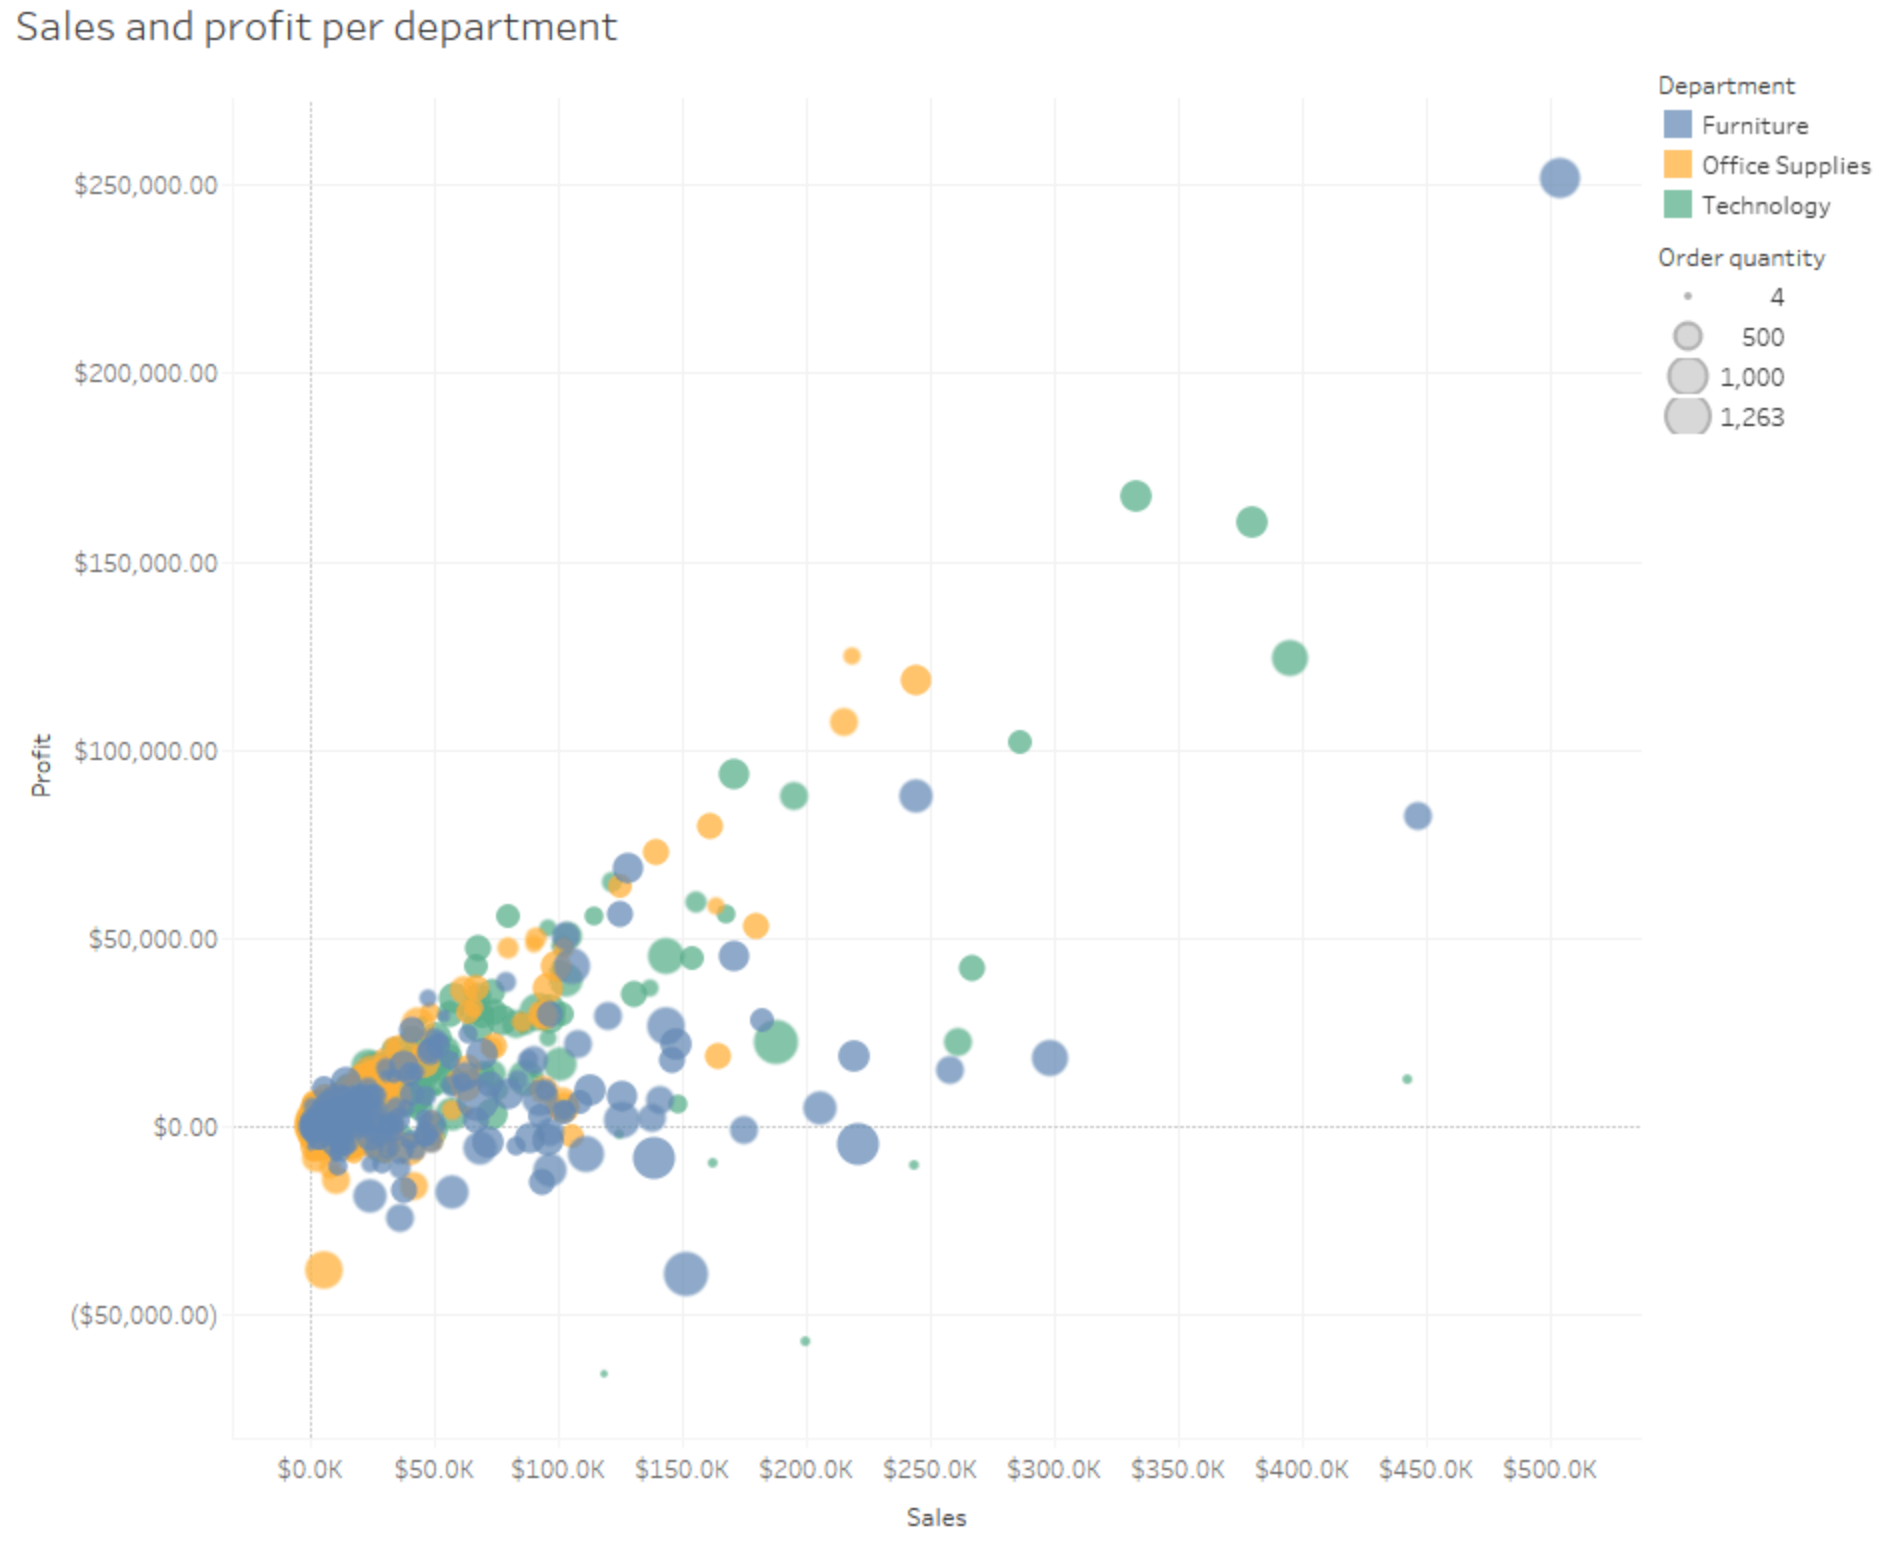 Sales and profit per department
Department
Furniture
Office Supplies
Technology
Order quantity
4
500
1,000
1,263
Profit
$250,000.00
$200,000.00
$150,000.00
$100,000.00
$50,000.00
$0.00
($50,000.00)
$0.0K $50.0K $100.0K $150.0K $200.0K $250.0K $300.0K $350.0K $400.0K $450.0K $500.0K
Sales